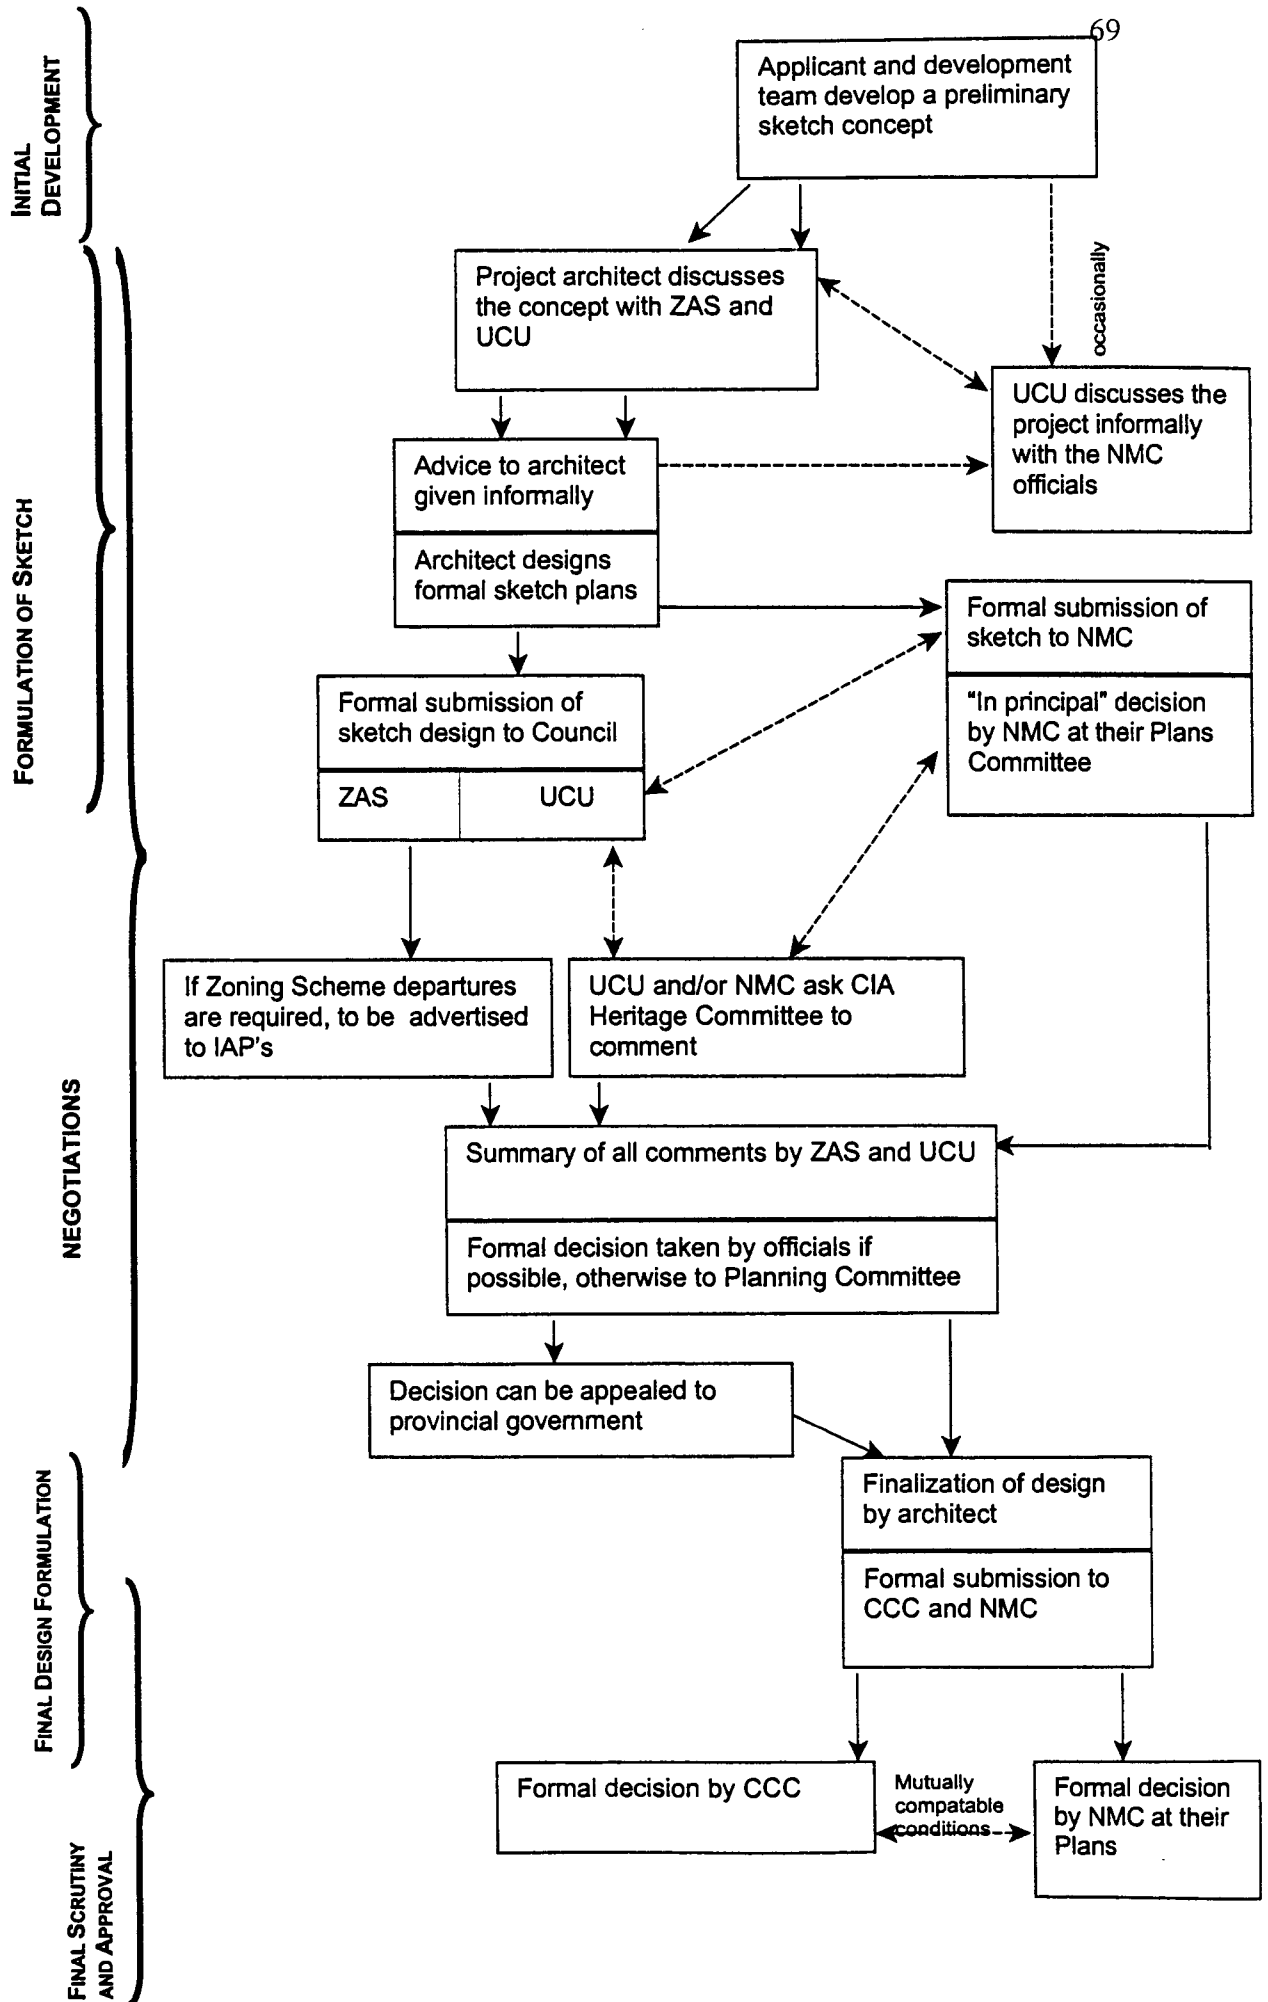 69
INITIAL
DEVELOPMENT
Applicant and development
team develop a preliminary
sketch concept
occasionally
FORMULATION OF SKETCH
Project architect discusses
the concept with ZAS and
UCU
UCU discusses the
project informally
with the NMC
officials
Advice to architect
given informally
Architect designs
formal sketch plans
Formal submission of
sketch to NMC
"In principal" decision
by NMC at their Plans
Committee
Formal submission of
sketch design to Council
ZAS
UCU
NEGOTIATIONS
If Zoning Scheme departures
are required, to be advertised
to IAP's
UCU and/or NMC ask CIA
Heritage Committee to
comment
Summary of all comments by ZAS and UCU
Formal decision taken by officials if
possible, otherwise to Planning Committee
Decision can be appealed to
provincial government
FINAL DESIGN FORMULATION
Finalization of design
by architect
Formal submission to
CCC and NMC
FINAL SCRUTINY
AND APPROVAL
Formal decision by CCC
Mutually
compatable
conditions
Formal decision
by NMC at their
Plans